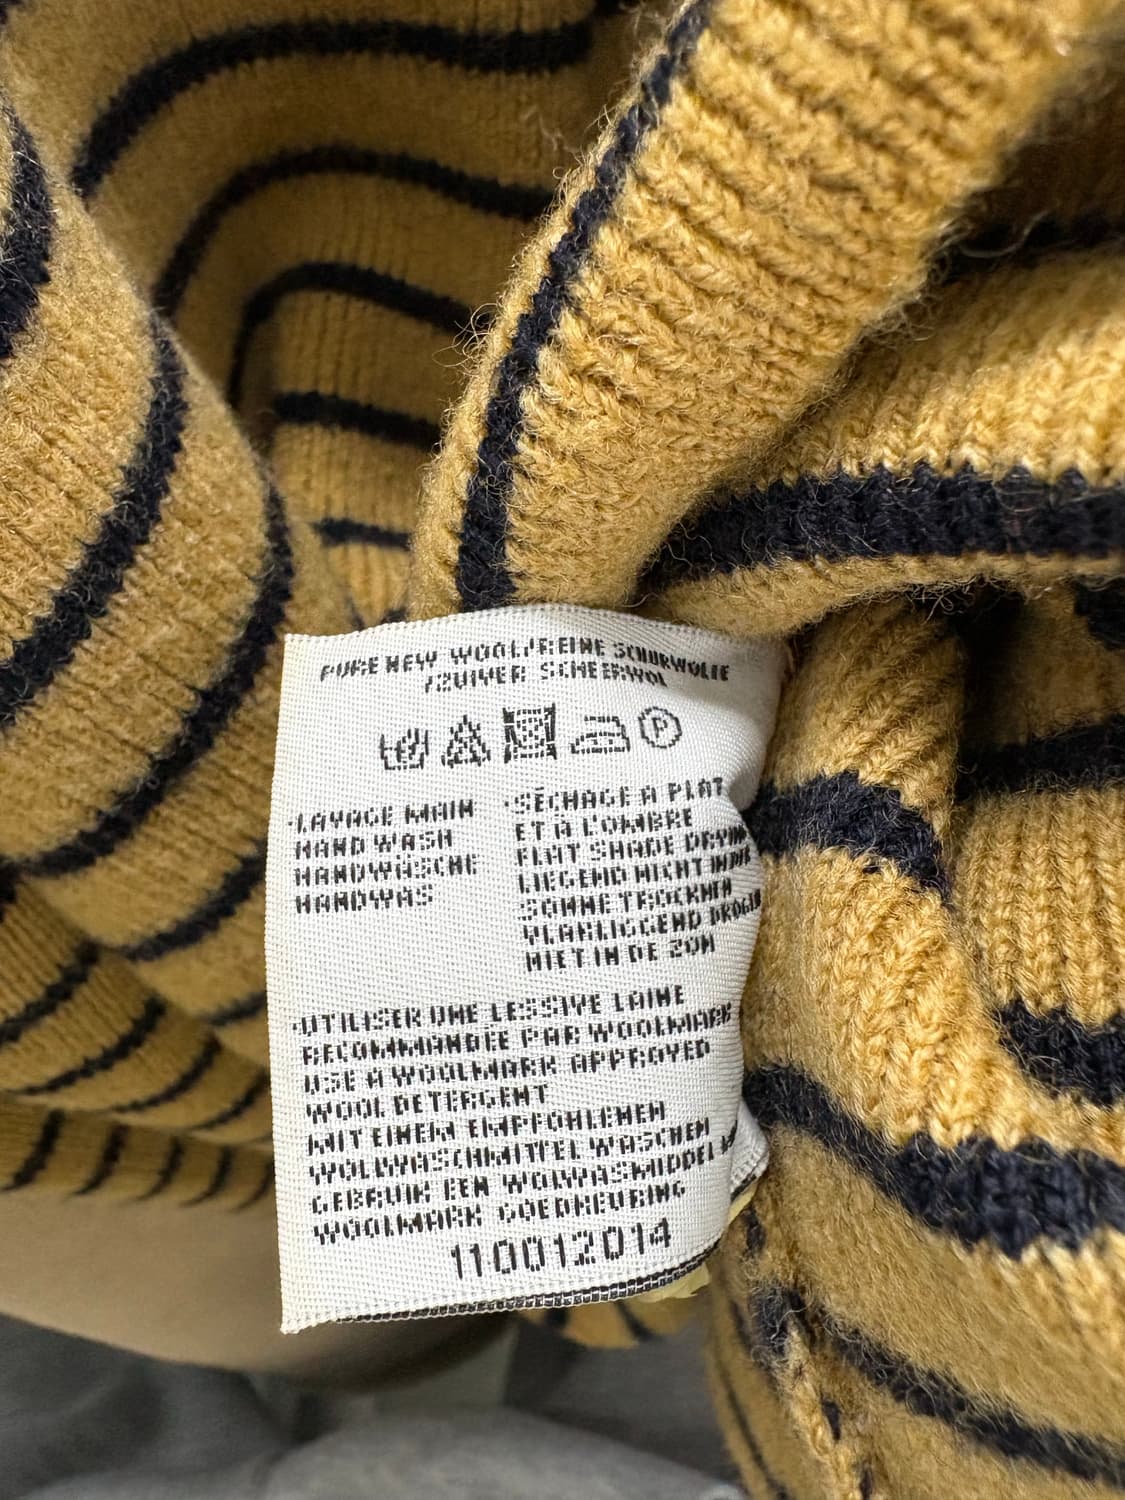 PURE NEW WOOL/REINE SCHURWOLLE
/ZUIVER SCHEERWOL
P
·LAVAGE MAIN
HAND WASH
HANDWÄSCHE
HANDWAS
·SÉCHAGE A PLAT
ET À L'OMBRE
FLAT SHADE DRYING
LIEGEND NICHT IN DER
SONNE TROCKNEN
VLAKLIGGEND DROGEN
NIET IN DE ZON
·UTILISER UNE LESSIVE LAINE
RECOMMANDÉE PAR WOOLMARK
USE A WOOLMARK APPROVED
WOOL DETERGENT
MIT EINEM EMPFOHLENEN
WOLLWASCHMITTEL WASCHEN
GEBRUIK EEN WOLWASMIDDEL
WOOLMARK GOEDKEURING
110012014